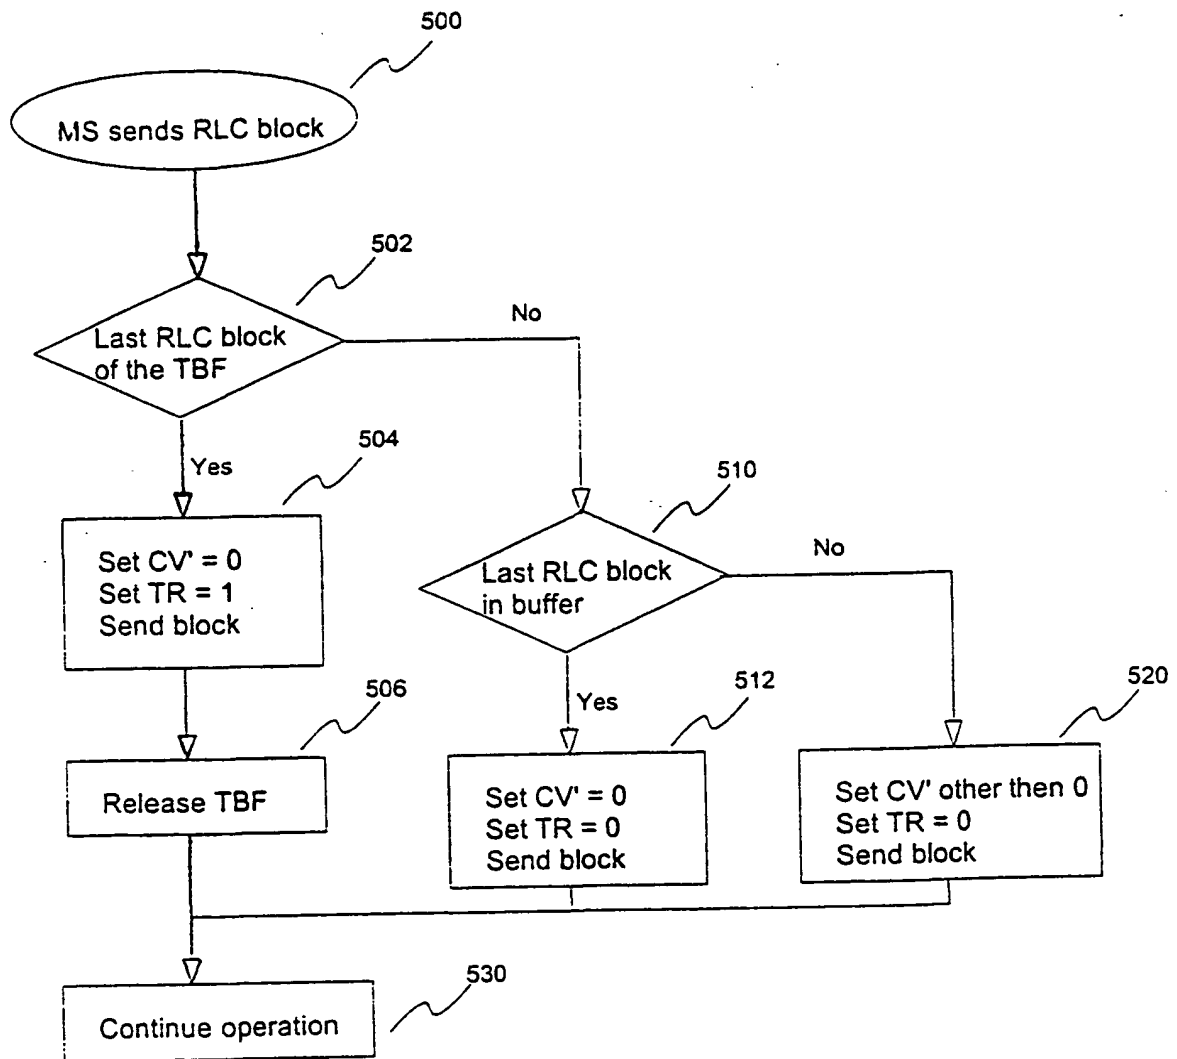 500
MS sends RLC block
502
Last RLC block
of the TBF
No
Yes
504
Set CV' = 0
Set TR = 1
Send block
510
Last RLC block
in buffer
No
Yes
506
Release TBF
512
Set CV' = 0
Set TR = 0
Send block
520
Set CV' other then 0
Set TR = 0
Send block
530
Continue operation